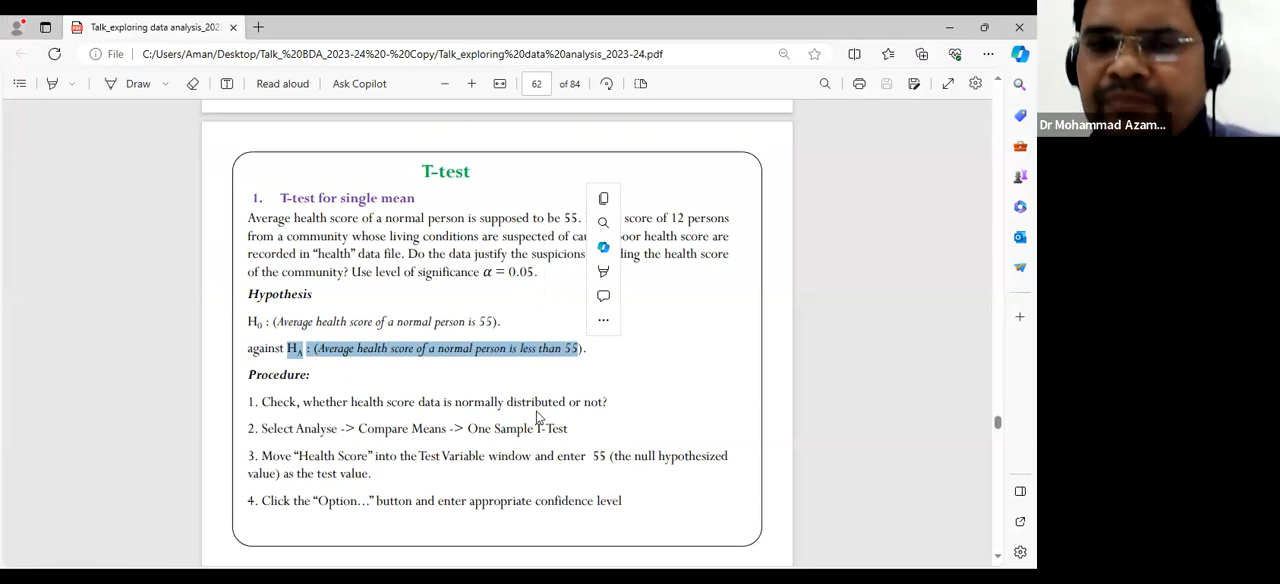 Talk_exploring data analysis_202
File
C:/Users/Aman/Desktop/Talk_%20BDA_2023-24%20-%20Copy/Talk_exploring%20data%20analysis_2023-24.pdf
Draw
Read aloud
Ask Copilot
62
of 84
Dr Mohammad Azam...
T-test
1. T-test for single mean
Average health score of a normal person is supposed to be 55. score of 12 persons
from a community whose living conditions are suspected of cau oor health score are
recorded in “health” data file. Do the data justify the suspicions ding the health score
of the community? Use level of significance α = 0.05.
Hypothesis
H0 : (Average health score of a normal person is 55).
against HA : (Average health score of a normal person is less than 55).
Procedure:
1. Check, whether health score data is normally distributed or not?
2. Select Analyse -> Compare Means -> One Sample T-Test
3. Move “Health Score” into the Test Variable window and enter 55 (the null hypothesized
value) as the test value.
4. Click the “Option…” button and enter appropriate confidence level